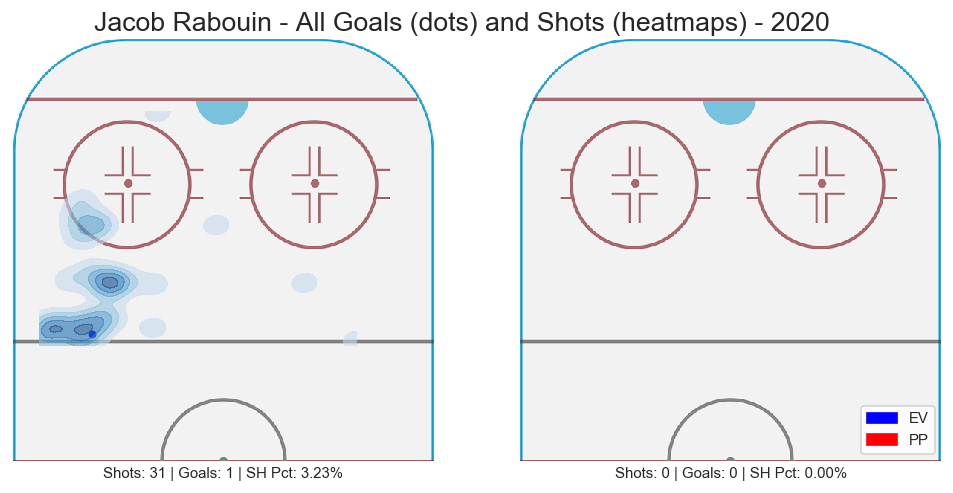 Jacob Rabouin - All Goals (dots) and Shots (heatmaps) - 2020
EV
PP
Shots: 31 | Goals: 1 | SH Pct: 3.23%
Shots: 0 | Goals: 0 | SH Pct: 0.00%